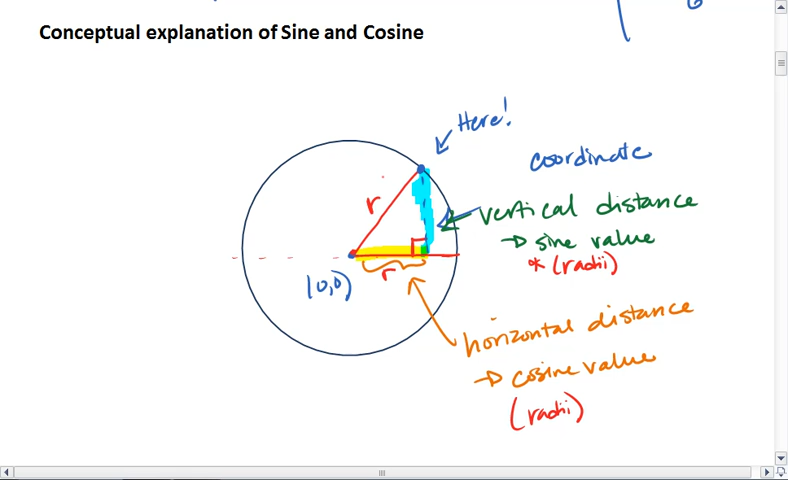 Conceptual explanation of Sine and Cosine
Here!
coordinate
r
vertical distance
→ sine value
* (radii)
(0,0)
r
horizontal distance
→ cosine value
(radii)